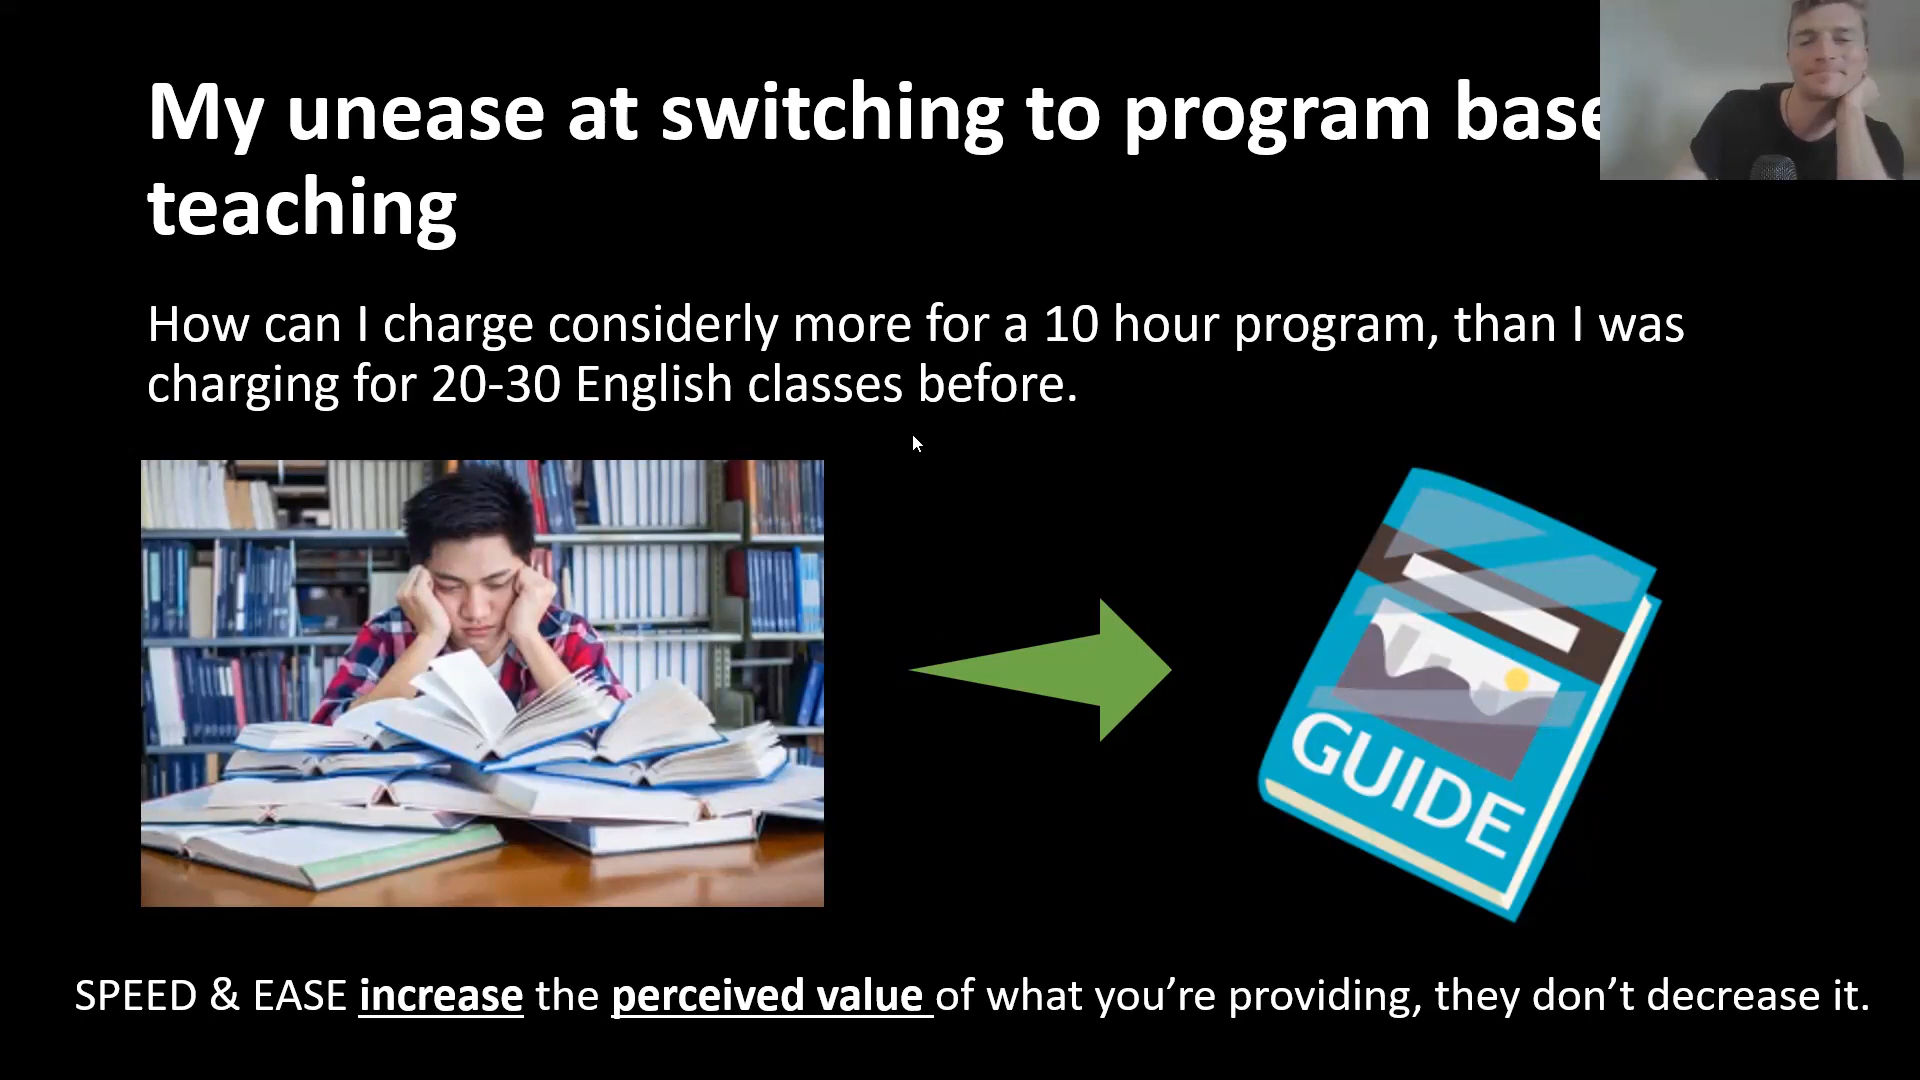 My unease at switching to program base
teaching
How can I charge considerly more for a 10 hour program, than I was
charging for 20-30 English classes before.
GUIDE
SPEED & EASE increase the perceived value of what you’re providing, they don’t decrease it.